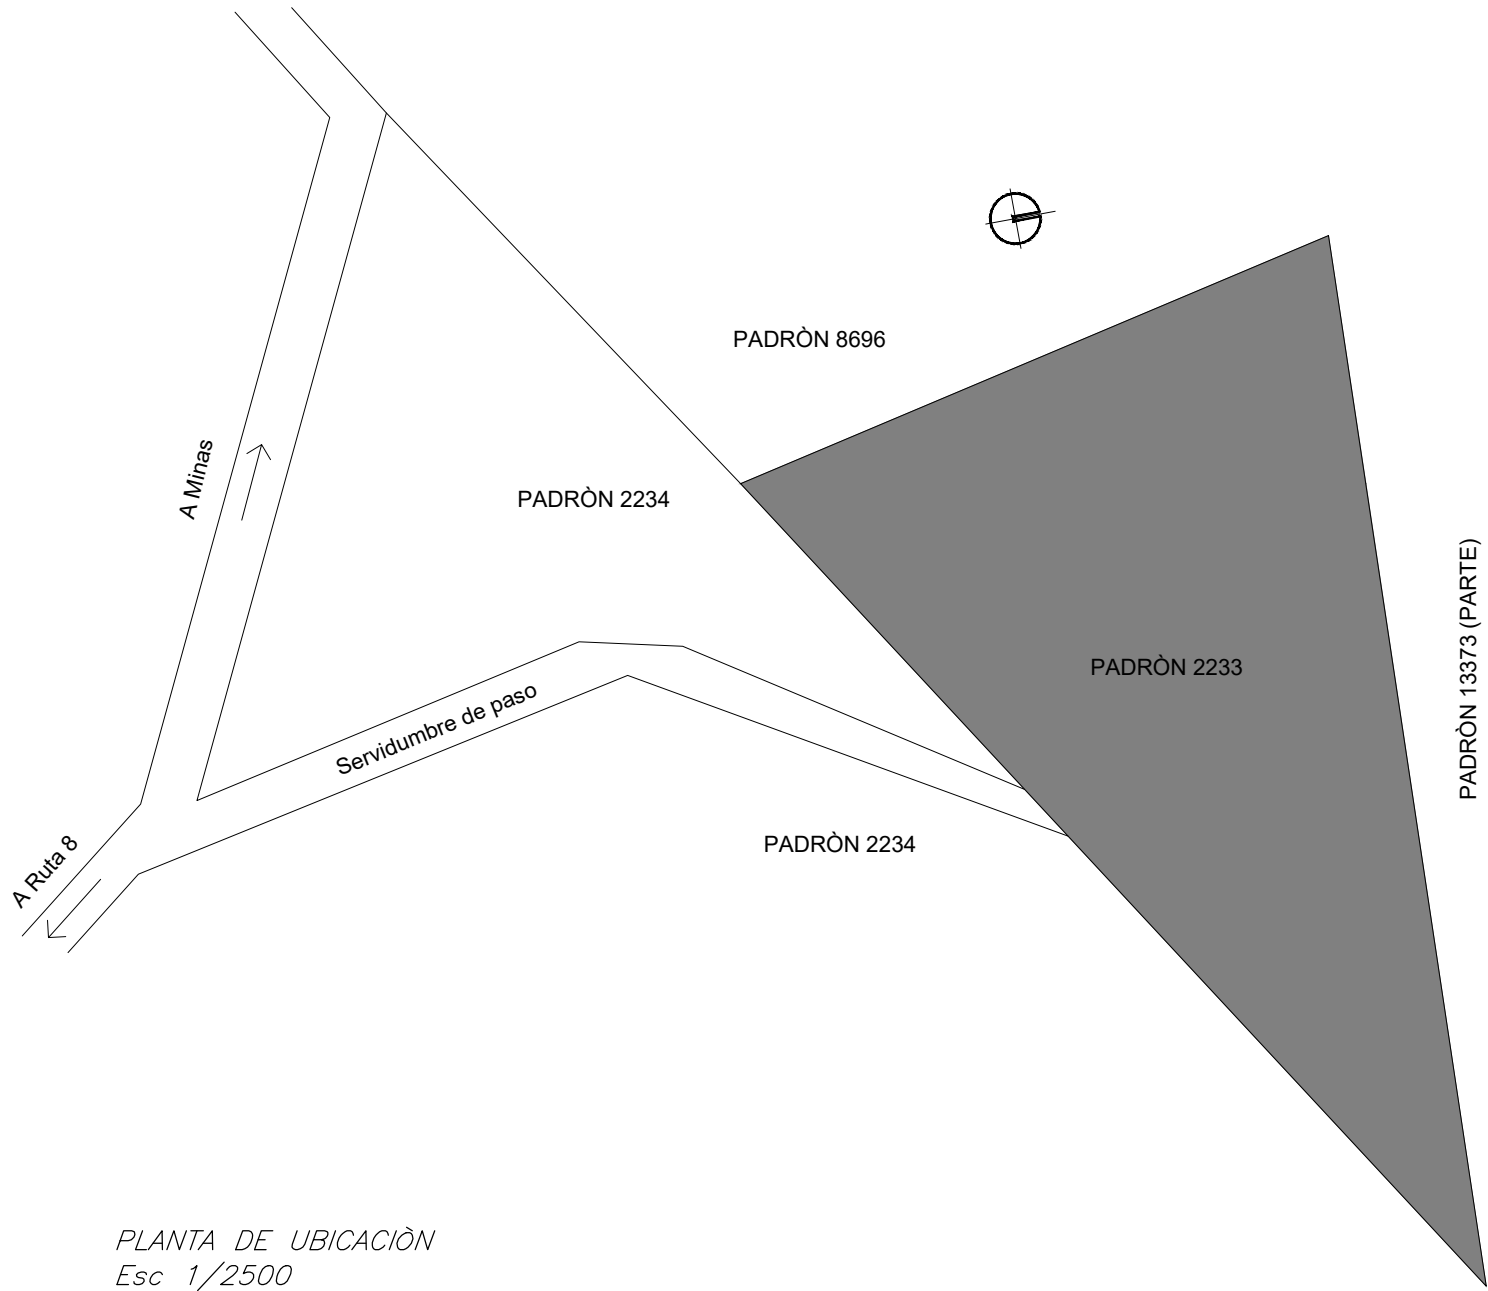 PADRÒN 8696
A Minas
PADRÒN 2234
PADRÒN 13373 (PARTE)
PADRÒN 2233
Servidumbre de paso
PADRÒN 2234
A Ruta 8
PLANTA DE UBICACIÒN
Esc 1/2500